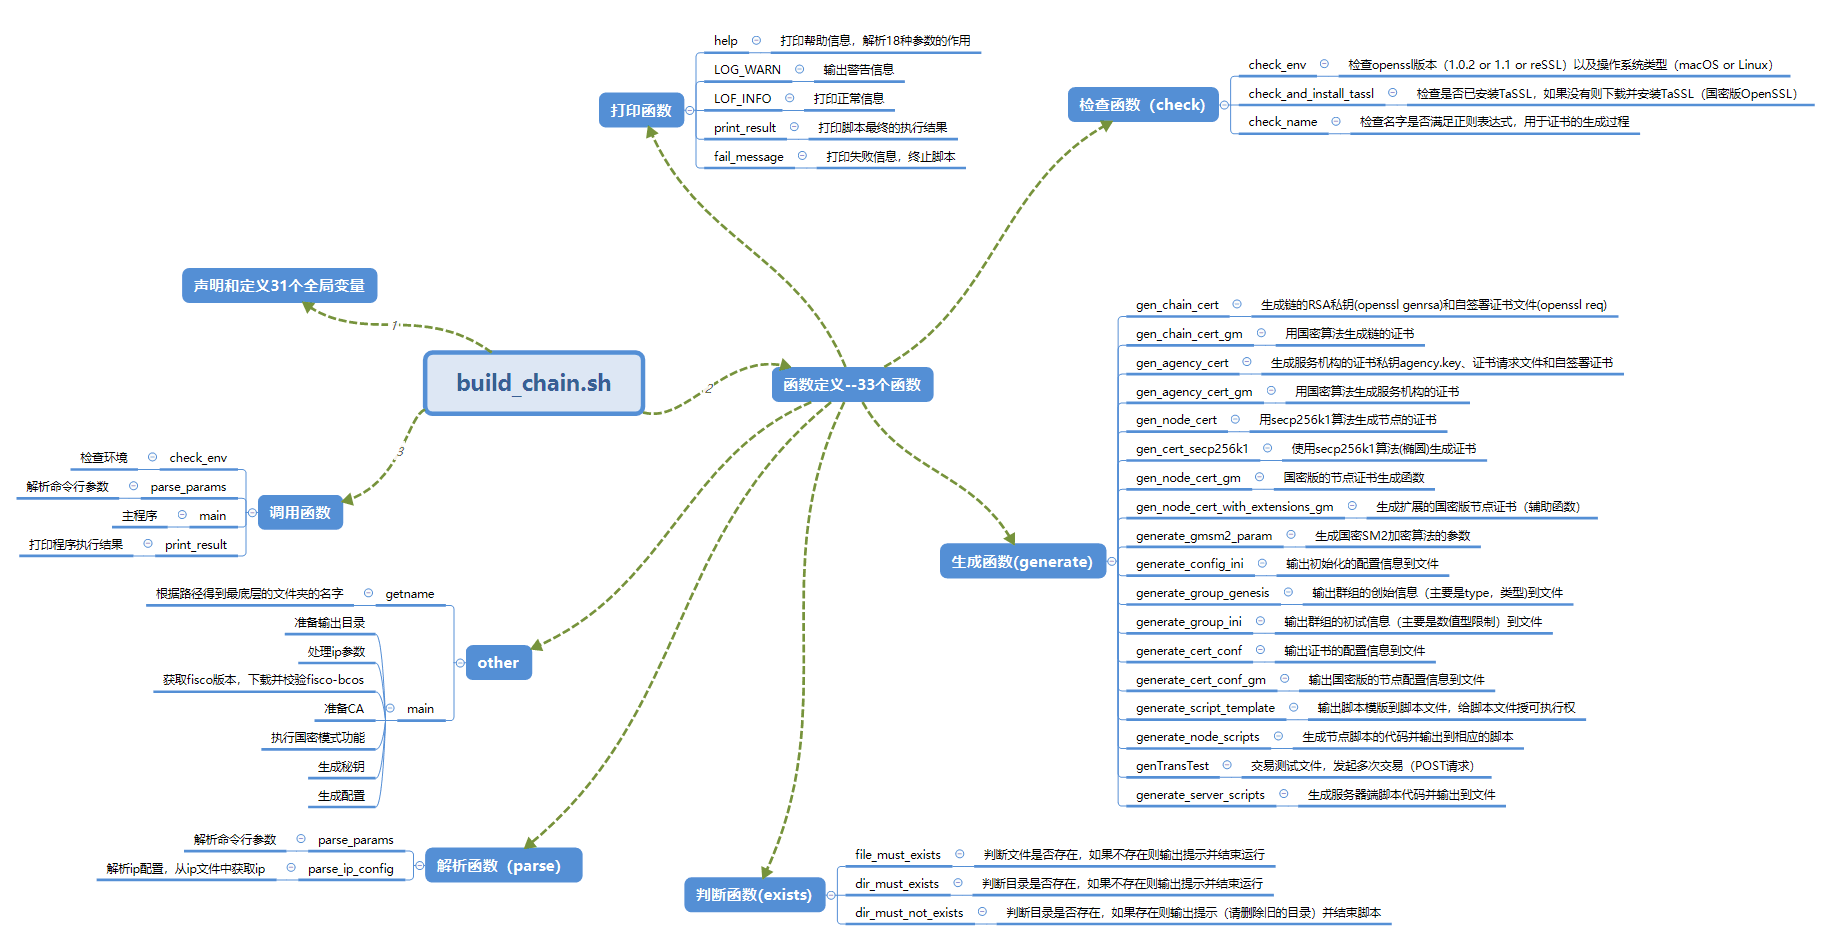 build_chain.sh
1
声明和定义31个全局变量
2
函数定义--33个函数
打印函数
help
打印帮助信息，解析18种参数的作用
LOG_WARN
输出警告信息
LOF_INFO
打印正常信息
print_result
打印脚本最终的执行结果
fail_message
打印失败信息，终止脚本
检查函数（check)
check_env
检查openssl版本（1.0.2 or 1.1 or reSSL）以及操作系统类型（macOS or Linux）
check_and_install_tassl
检查是否已安装TaSSL，如果没有则下载并安装TaSSL（国密版OpenSSL）
check_name
检查名字是否满足正则表达式，用于证书的生成过程
生成函数(generate)
gen_chain_cert
生成链的RSA私钥(openssl genrsa)和自签署证书文件(openssl req)
gen_chain_cert_gm
用国密算法生成链的证书
gen_agency_cert
生成服务机构的证书私钥agency.key、证书请求文件和自签署证书
gen_agency_cert_gm
用国密算法生成服务机构的证书
gen_node_cert
用secp256k1算法生成节点的证书
gen_cert_secp256k1
使用secp256k1算法(椭圆)生成证书
gen_node_cert_gm
国密版的节点证书生成函数
gen_node_cert_with_extensions_gm
生成扩展的国密版节点证书（辅助函数）
generate_gmsm2_param
生成国密SM2加密算法的参数
generate_config_ini
输出初始化的配置信息到文件
generate_group_genesis
输出群组的创始信息（主要是type，类型)到文件
generate_group_ini
输出群组的初试信息（主要是数值型限制）到文件
generate_cert_conf
输出证书的配置信息到文件
generate_cert_conf_gm
输出国密版的节点配置信息到文件
generate_script_template
输出脚本模版到脚本文件，给脚本文件授可执行权
generate_node_scripts
生成节点脚本的代码并输出到相应的脚本
genTransTest
交易测试文件，发起多次交易（POST请求）
generate_server_scripts
生成服务器端脚本代码并输出到文件
判断函数(exists)
file_must_exists
判断文件是否存在，如果不存在则输出提示并结束运行
dir_must_exists
判断目录是否存在，如果不存在则输出提示并结束运行
dir_must_not_exists
判断目录是否存在，如果存在则输出提示（请删除旧的目录）并结束脚本
解析函数（parse）
parse_params
解析命令行参数
parse_ip_config
解析ip配置，从ip文件中获取ip
other
getname
根据路径得到最底层的文件夹的名字
main
准备输出目录
处理ip参数
获取fisco版本，下载并校验fisco-bcos
准备CA
执行国密模式功能
生成秘钥
生成配置
3
调用函数
check_env
检查环境
parse_params
解析命令行参数
main
主程序
print_result
打印程序执行结果